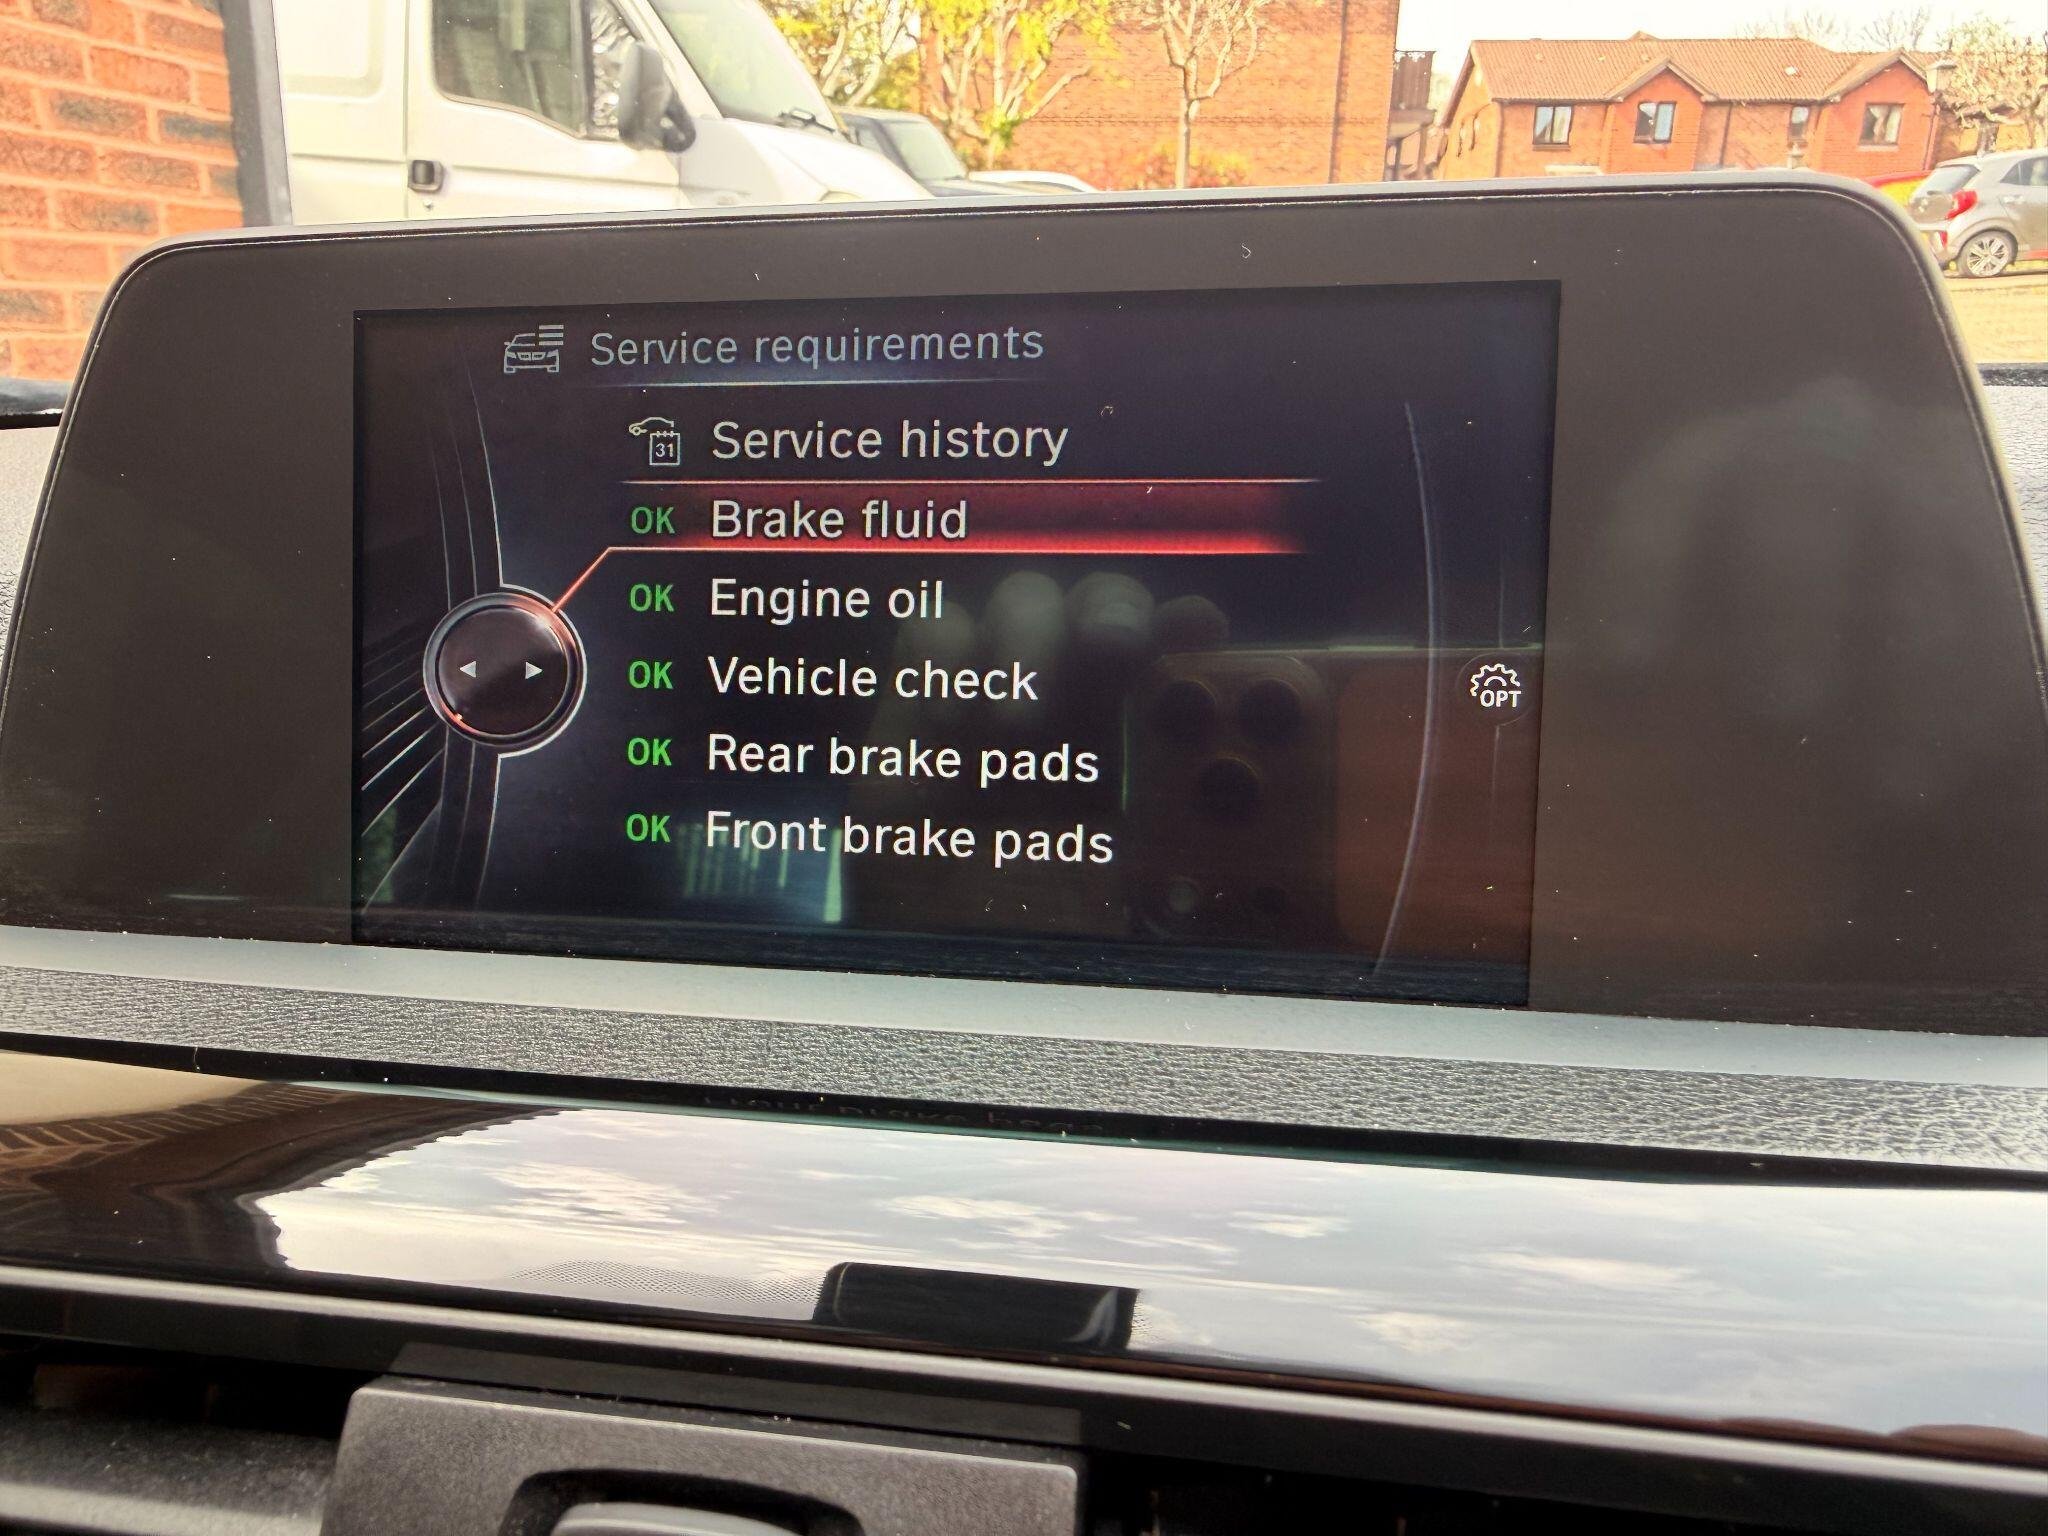 Service requirements
31 Service history
OK Brake fluid
OK Engine oil
OK Vehicle check
OK Rear brake pads
OK Front brake pads
OPT